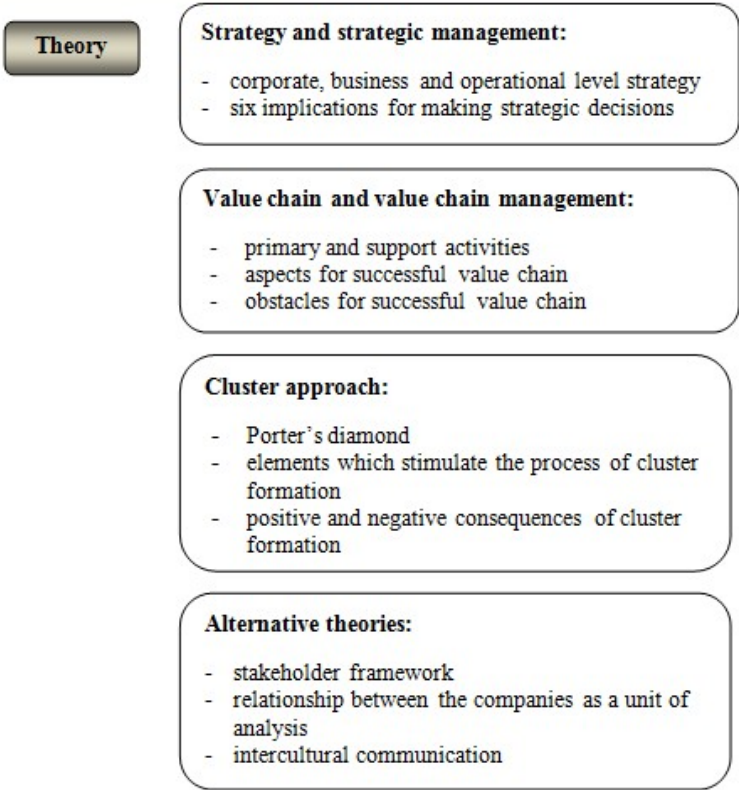 Theory
Strategy and strategic management:
- corporate, business and operational level strategy
- six implications for making strategic decisions
Value chain and value chain management:
- primary and support activities
- aspects for successful value chain
- obstacles for successful value chain
Cluster approach:
- Porter's diamond
- elements which stimulate the process of cluster
formation
- positive and negative consequences of cluster
formation
Alternative theories:
- stakeholder framework
- relationship between the companies as a unit of
analysis
- intercultural communication